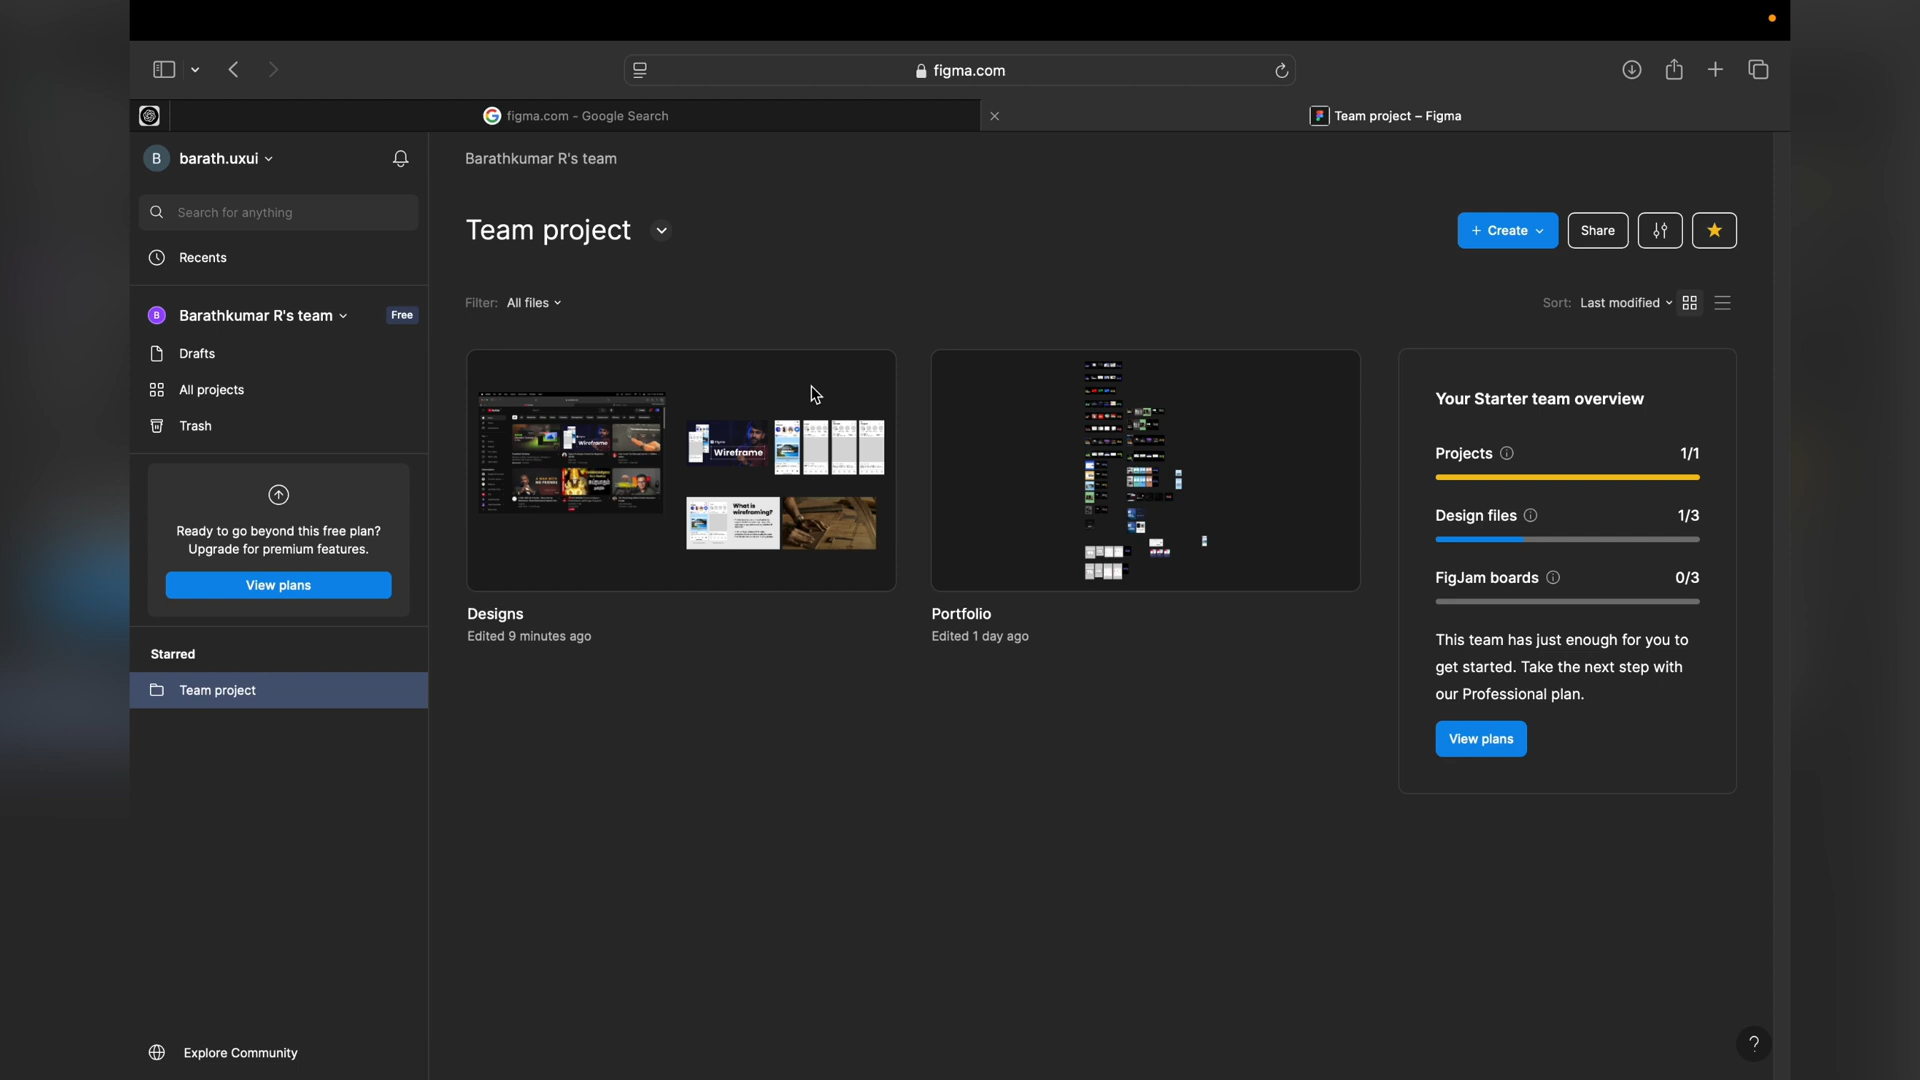 figma.com
figma.com - Google Search
Team project – Figma
B barath.uxui
Search for anything
Recents
B Barathkumar R's team Free
Drafts
All projects
Trash
Ready to go beyond this free plan?
Upgrade for premium features.
View plans
Starred
Team project
Explore Community
Barathkumar R's team
Team project
+ Create
Share
Filter: All files
Sort: Last modified
Wireframe
Figma
Wireframe
What is
wireframing?
Designs
Edited 9 minutes ago
Portfolio
Edited 1 day ago
Your Starter team overview
Projects 1/1
Design files 1/3
FigJam boards 0/3
This team has just enough for you to
get started. Take the next step with
our Professional plan.
View plans
?